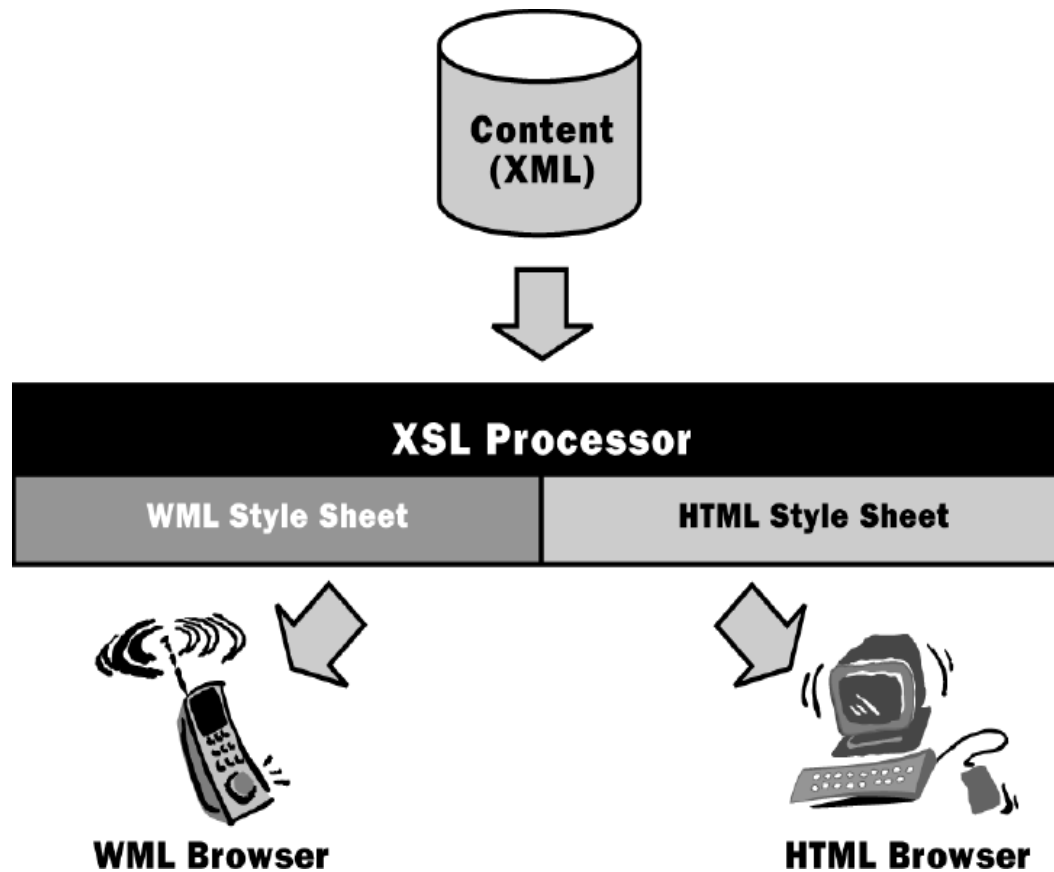 Content
(XML)
XSL Processor
WML Style Sheet
HTML Style Sheet
WML Browser
HTML Browser